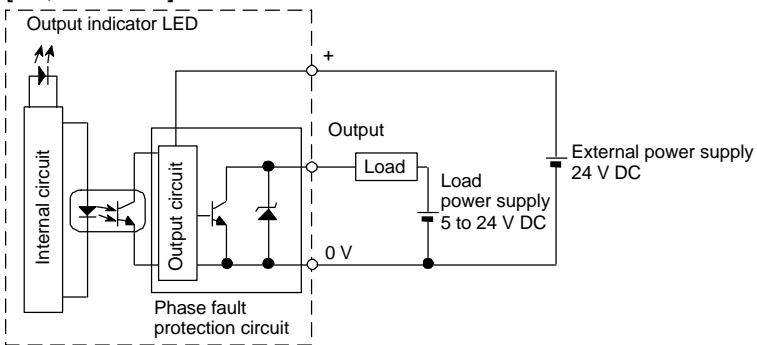 Output indicator LED
+
Output
Load
External power supply
24 V DC
Load
power supply
5 to 24 V DC
Internal circuit
Output circuit
0 V
Phase fault
protection circuit